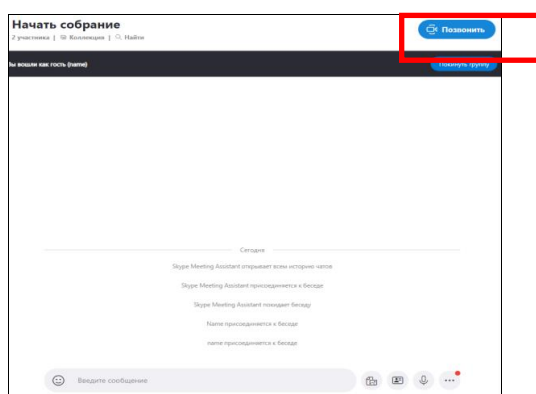 Начать собрание
Позвонить
2 участника | Коллекция | Найти
Вы вошли как гость (name)
Покинуть группу
Сегодня
Skype Meeting Assistant открывает всем историю чатов
Skype Meeting Assistant присоединяется к беседе
Skype Meeting Assistant покидает беседу
Name присоединяется к беседе
name присоединяется к беседе
Введите сообщение